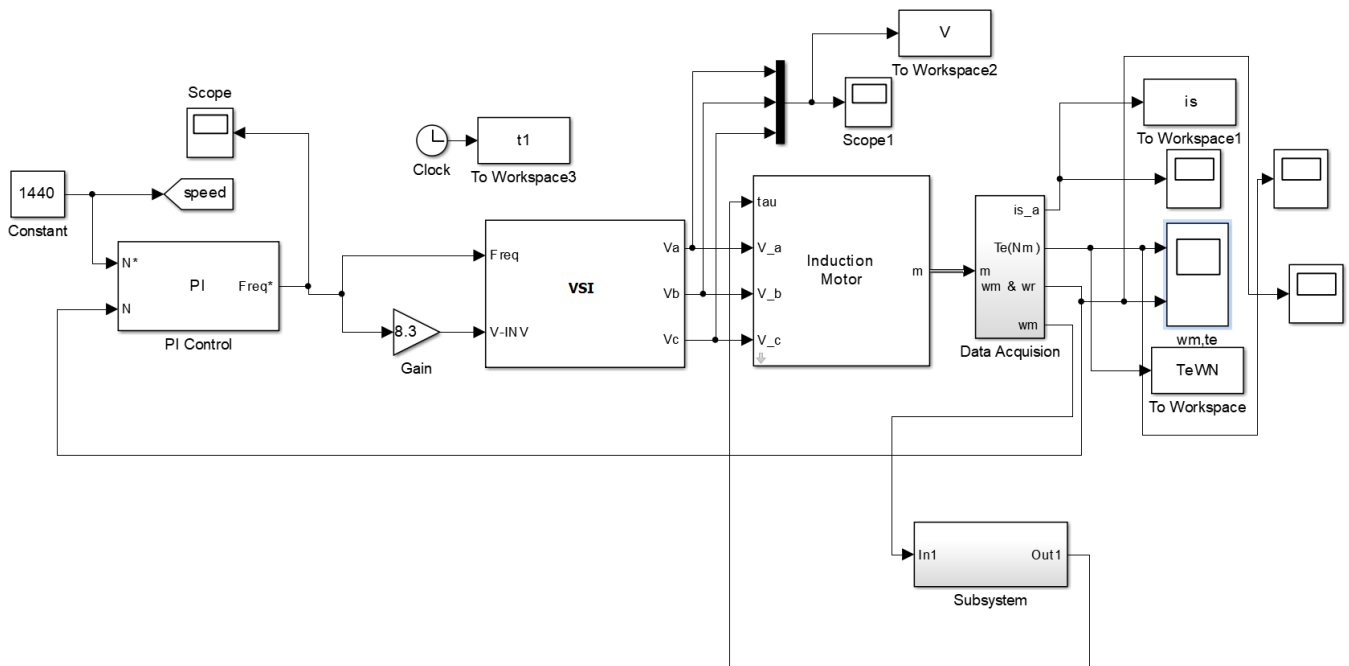 V
To Workspace2
Scope
Scope1
is
To Workspace1
t1
Clock
To Workspace3
1440
Constant
speed
N*
N
PI
Freq*
PI Control
8.3
Gain
Freq
V-INV
VSI
Va
Vb
Vc
tau
V_a
V_b
V_c
Induction
Motor
m
m
is_a
Te(Nm )
wm & wr
wm
Data Acquision
wm,te
TeWN
To Workspace
In1
Out1
Subsystem